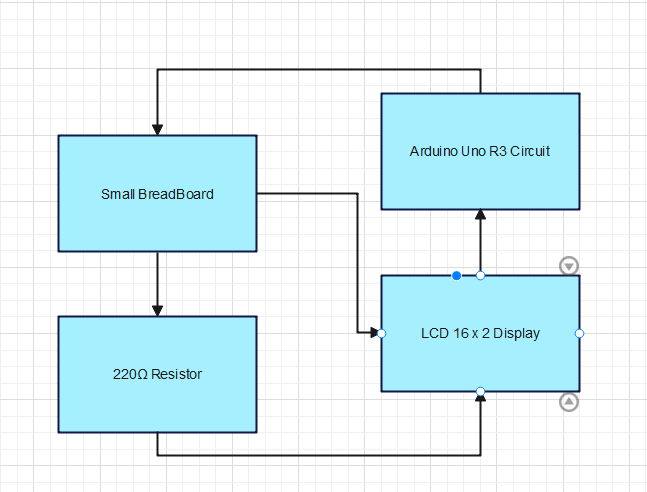 Arduino Uno R3 Circuit
Small BreadBoard
LCD 16 x 2 Display
220Ω Resistor